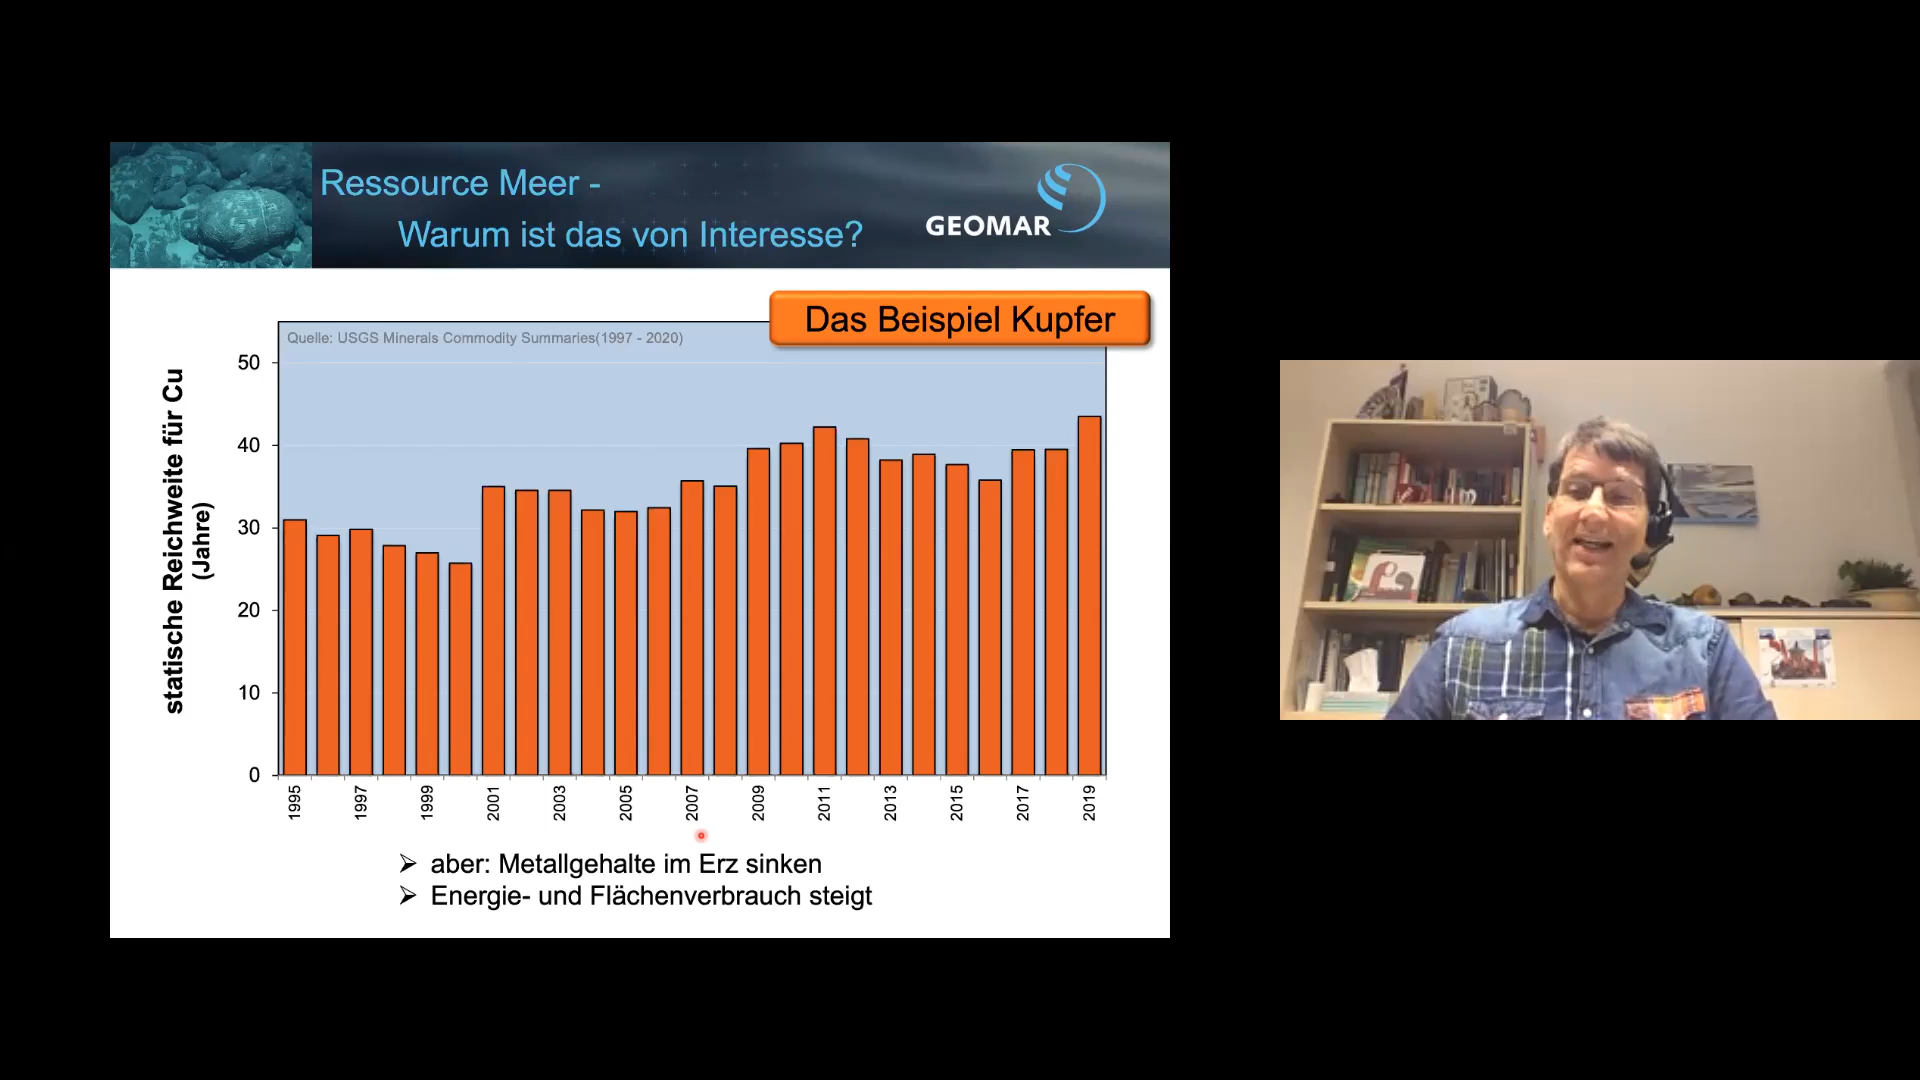 Ressource Meer -
Warum ist das von Interesse?
GEOMAR
Das Beispiel Kupfer
Quelle: USGS Minerals Commodity Summaries(1997 - 2020)
statische Reichweite für Cu
(Jahre)
50
40
30
20
10
0
1995
1997
1999
2001
2003
2005
2007
2009
2011
2013
2015
2017
2019
➢ aber: Metallgehalte im Erz sinken
➢ Energie- und Flächenverbrauch steigt